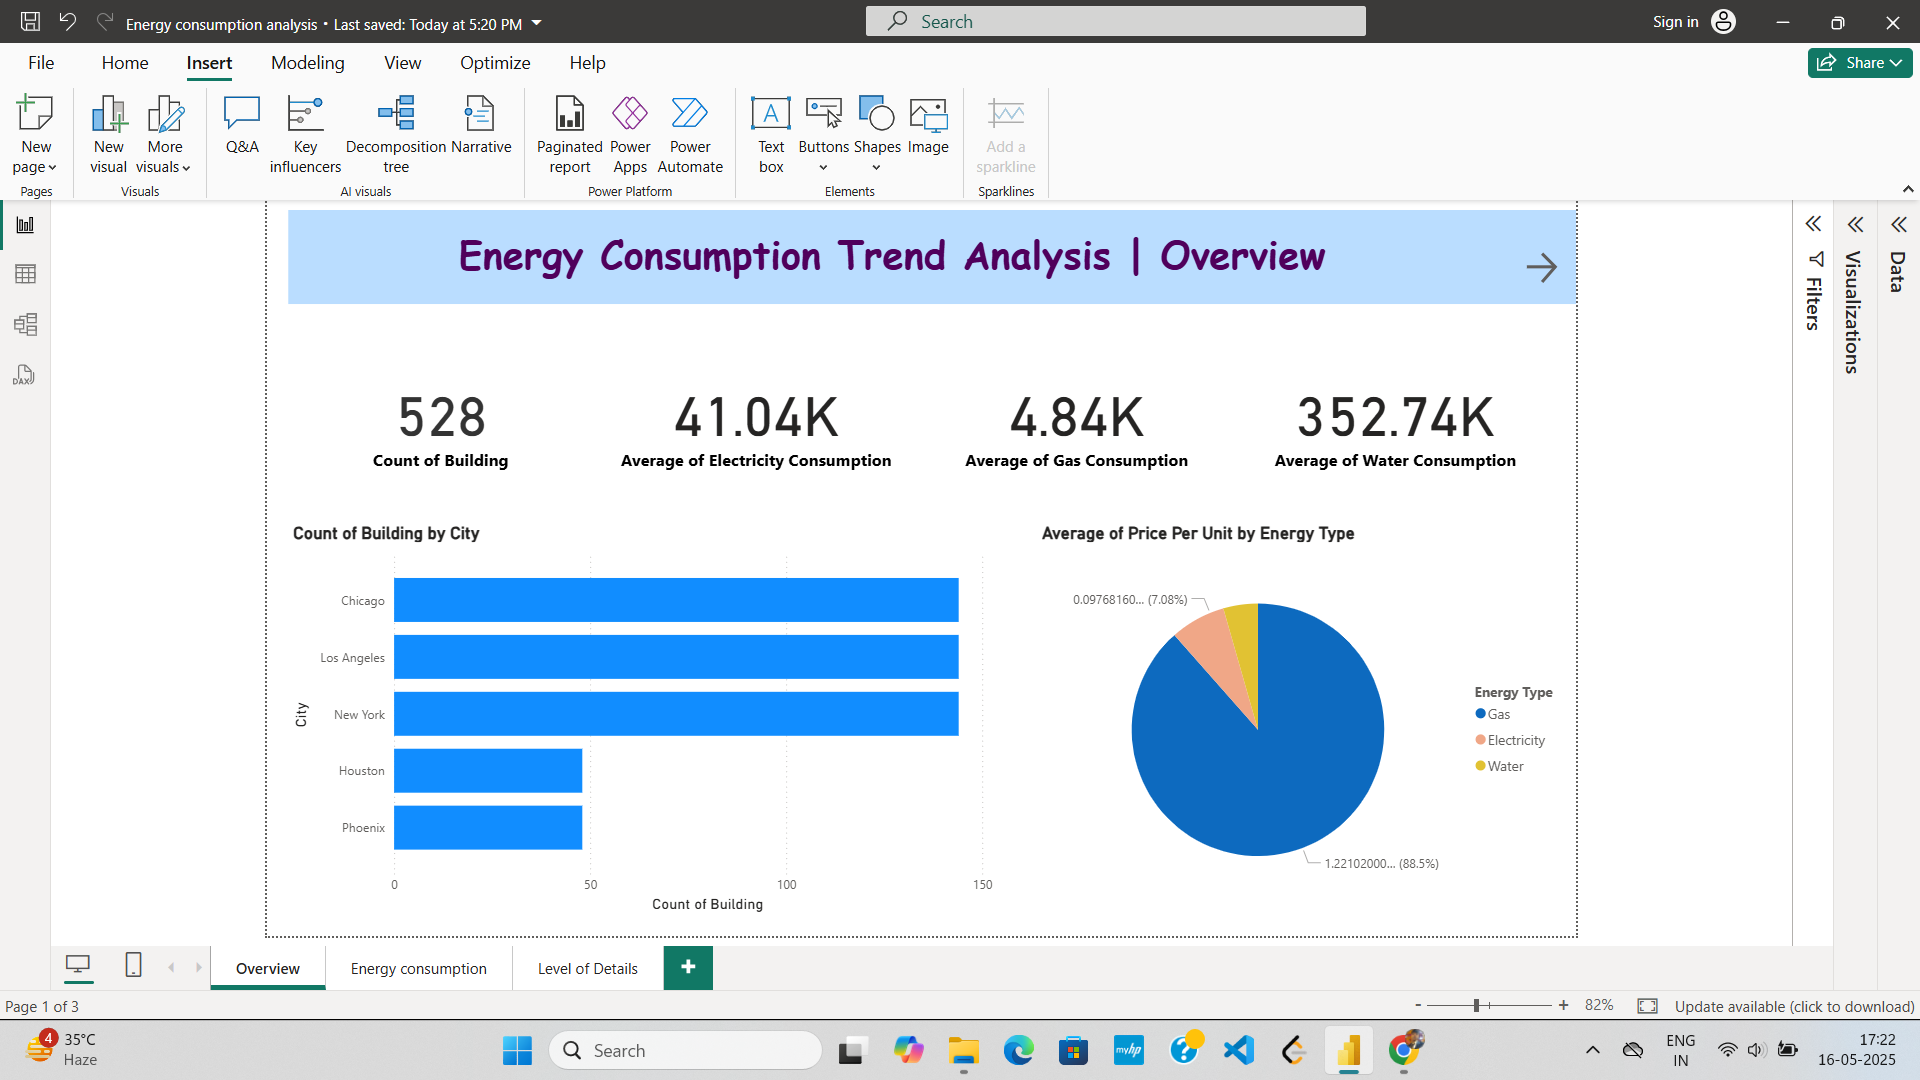 Energy consumption analysis • Last saved: Today at 5:20 PM
Search
Sign in
File Home Insert Modeling View Optimize Help
Share
New page
Pages
New visual
More visuals
Visuals
Q&A
Key influencers
Decomposition tree
Narrative
AI visuals
Paginated report
Power Apps
Power Automate
Power Platform
A
Text box
Buttons
Shapes
Image
Elements
Add a sparkline
Sparklines
DAX
Energy Consumption Trend Analysis | Overview
Filters
Visualizations
Data
528
Count of Building
41.04K
Average of Electricity Consumption
4.84K
Average of Gas Consumption
352.74K
Average of Water Consumption
Count of Building by City
City
Chicago
Los Angeles
New York
Houston
Phoenix
0 50 100 150
Count of Building
Average of Price Per Unit by Energy Type
0.09768160... (7.08%)
1.22102000... (88.5%)
Energy Type
Gas
Electricity
Water
Overview
Energy consumption
Level of Details
+
Page 1 of 3
- + 82%
Update available (click to download)
4
35°C
Haze
Search
myhp
ENG
IN
17:22
16-05-2025